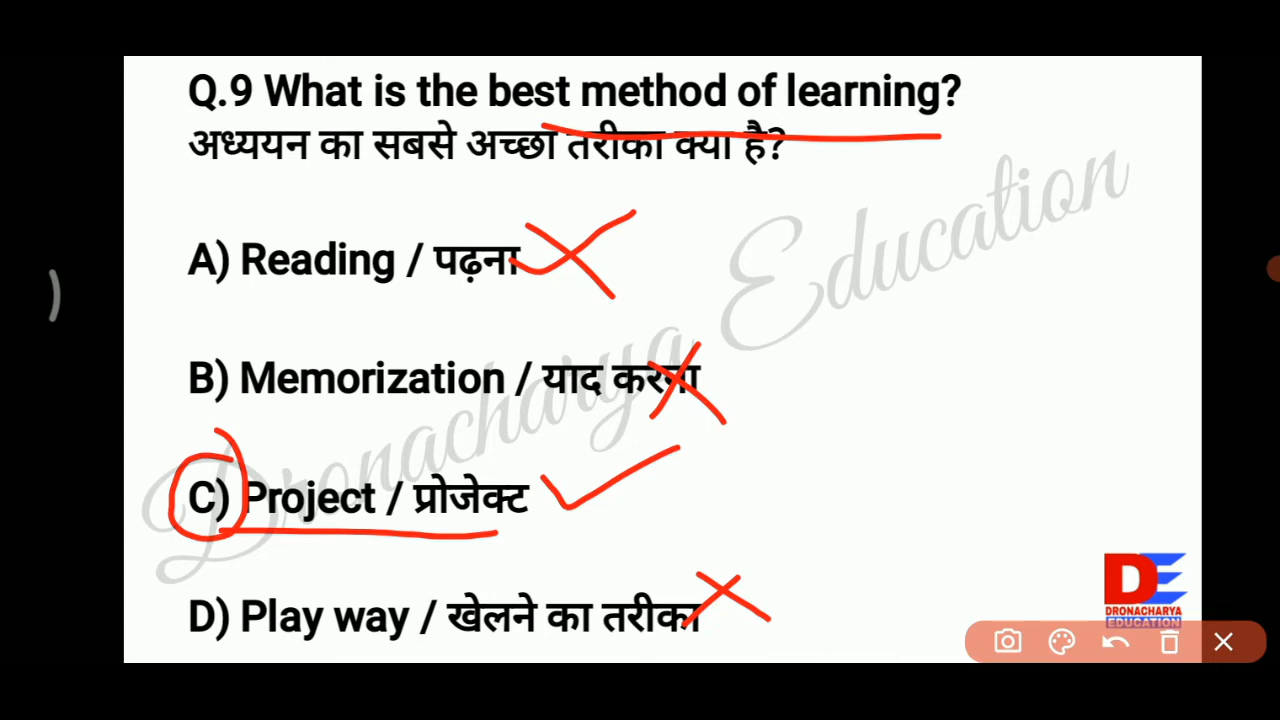 Q.9 What is the best method of learning?
अध्ययन का सबसे अच्छा तरीका क्या है?
A) Reading / पढ़ना
B) Memorization / याद करना
C) Project / प्रोजेक्ट
D) Play way / खेलने का तरीका
Dronacharya Education
DE
DRONACHARYA
EDUCATION